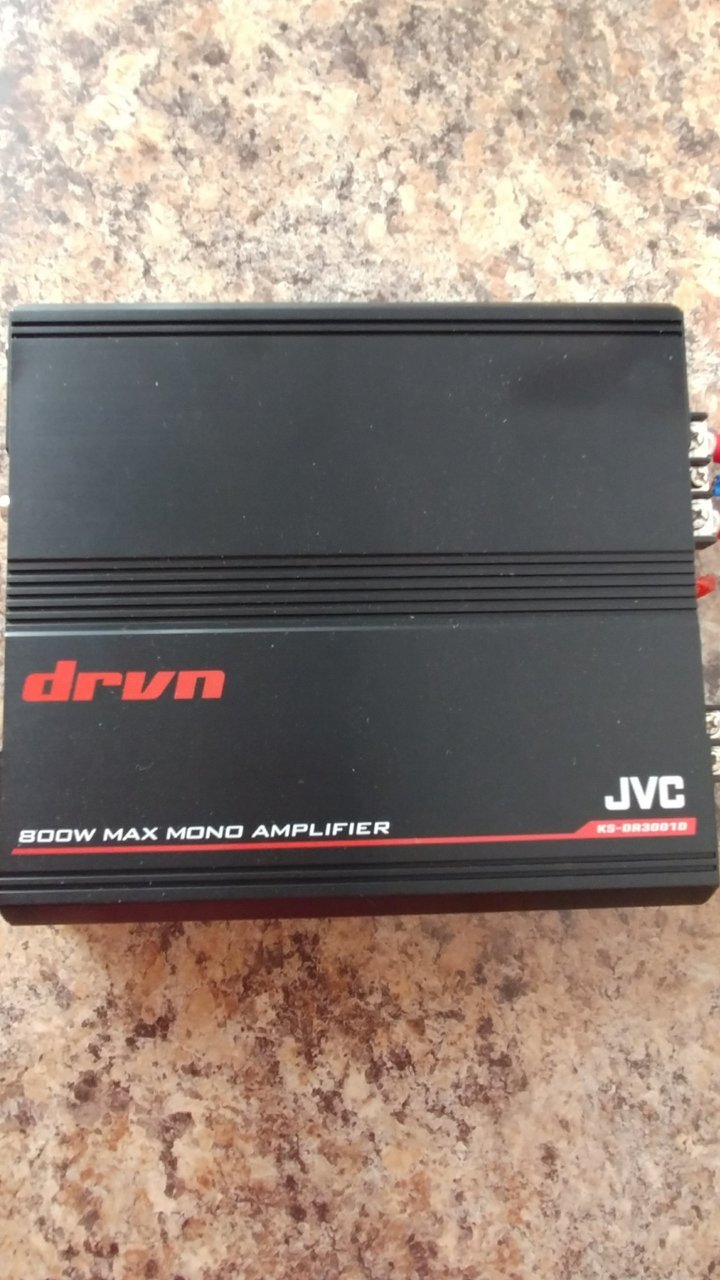 drvn
JVC
800W MAX MONO AMPLIFIER
KS-DR3001D